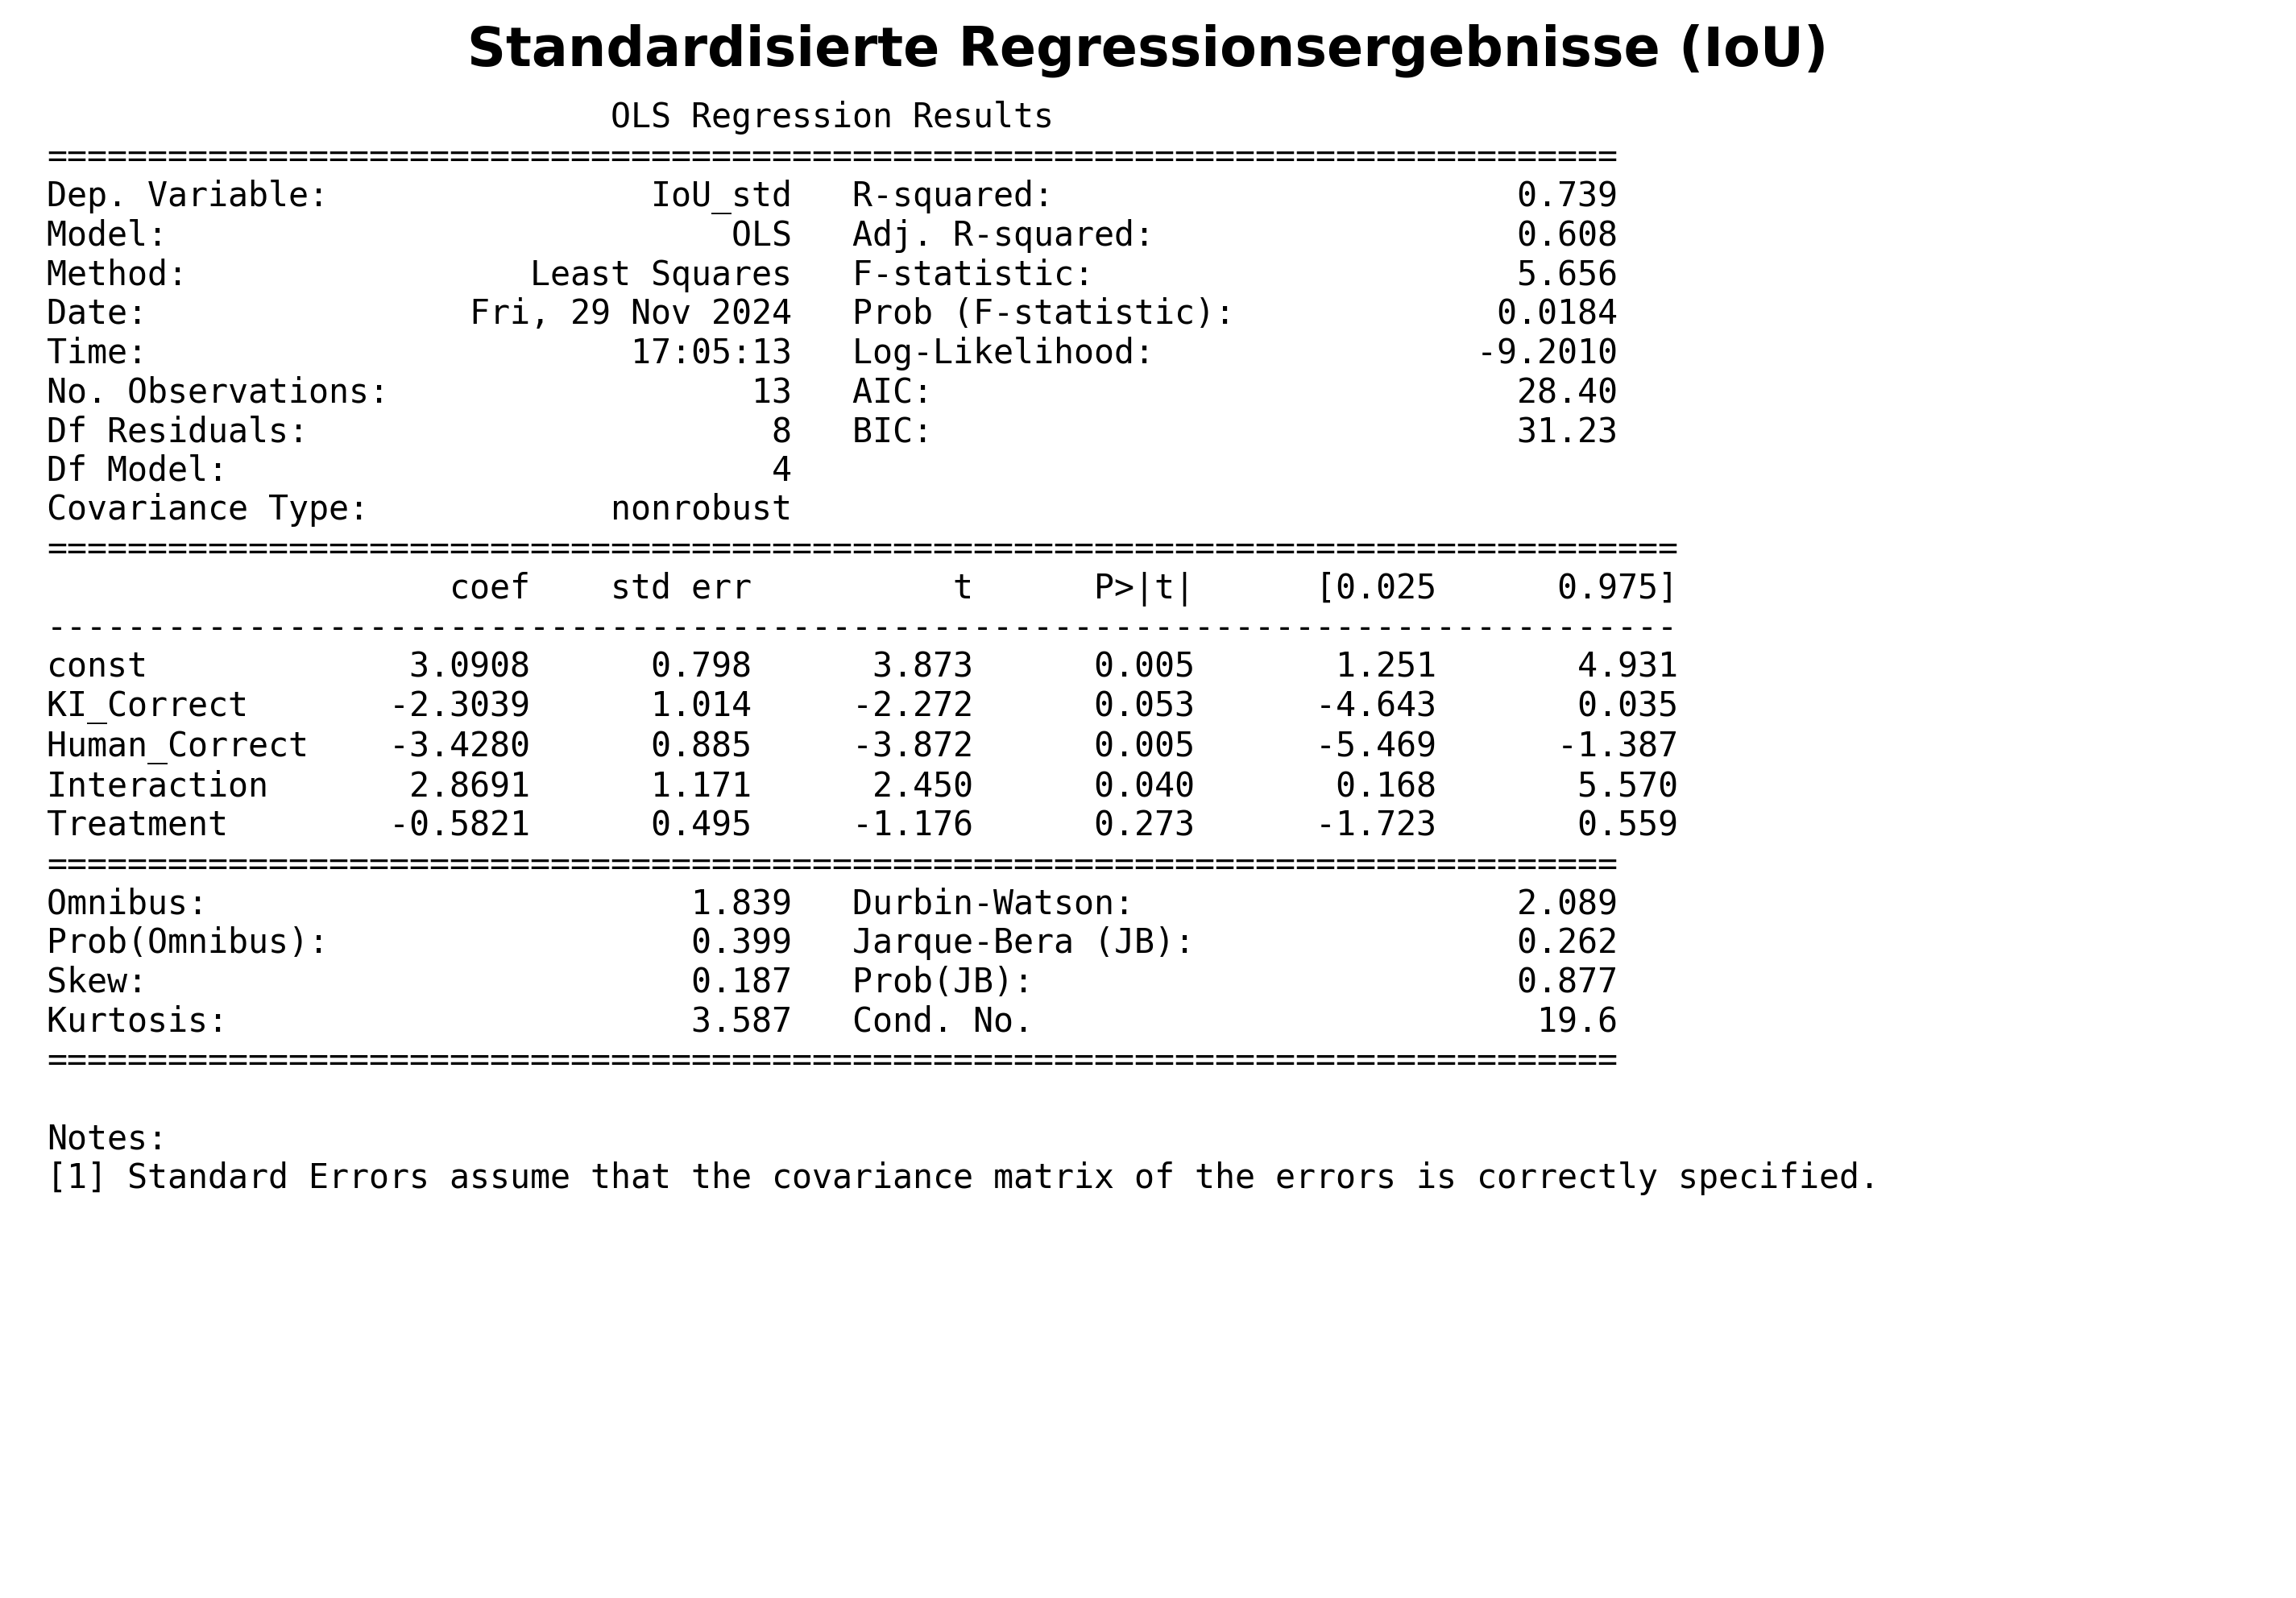 Standardisierte Regressionsergebnisse (IoU)
OLS Regression Results
==============================================================================
Dep. Variable:                IoU_std   R-squared:                       0.739
Model:                            OLS   Adj. R-squared:                  0.608
Method:                 Least Squares   F-statistic:                     5.656
Date:                Fri, 29 Nov 2024   Prob (F-statistic):             0.0184
Time:                        17:05:13   Log-Likelihood:                -9.2010
No. Observations:                  13   AIC:                             28.40
Df Residuals:                       8   BIC:                             31.23
Df Model:                           4
Covariance Type:            nonrobust
=================================================================================
                    coef    std err          t      P>|t|      [0.025      0.975]
---------------------------------------------------------------------------------
const             3.0908      0.798      3.873      0.005       1.251       4.931
KI_Correct       -2.3039      1.014     -2.272      0.053      -4.643       0.035
Human_Correct    -3.4280      0.885     -3.872      0.005      -5.469      -1.387
Interaction       2.8691      1.171      2.450      0.040       0.168       5.570
Treatment        -0.5821      0.495     -1.176      0.273      -1.723       0.559
==============================================================================
Omnibus:                        1.839   Durbin-Watson:                   2.089
Prob(Omnibus):                  0.399   Jarque-Bera (JB):                0.262
Skew:                           0.187   Prob(JB):                        0.877
Kurtosis:                       3.587   Cond. No.                         19.6
==============================================================================
Notes:
[1] Standard Errors assume that the covariance matrix of the errors is correctly specified.